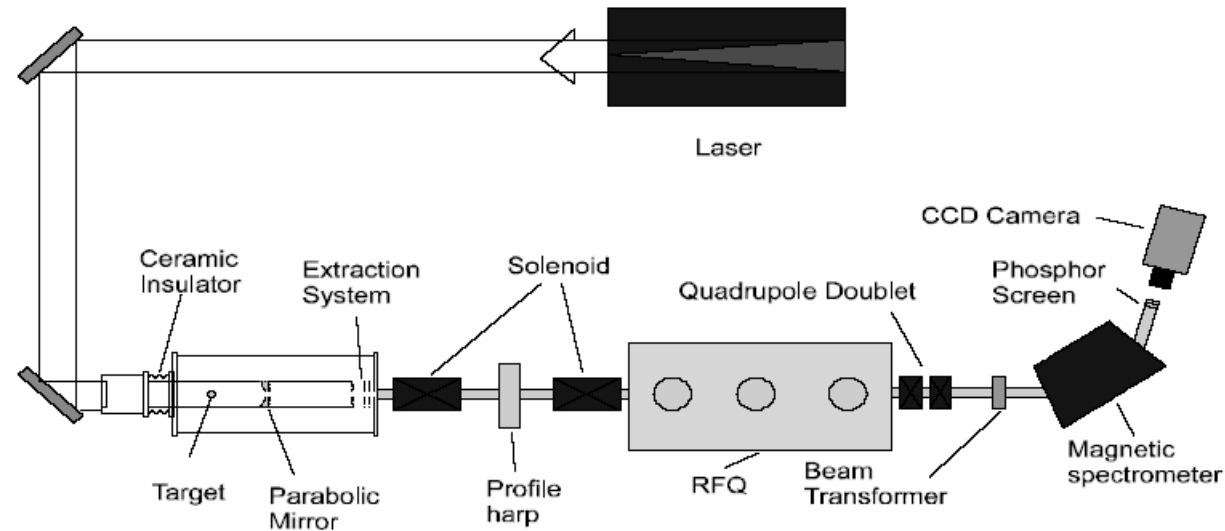 Laser
CCD Camera
Ceramic
Insulator
Extraction
System
Solenoid
Phosphor
Screen
Quadrupole Doublet
Target
Parabolic
Mirror
Profile
harp
RFQ
Beam
Transformer
Magnetic
spectrometer